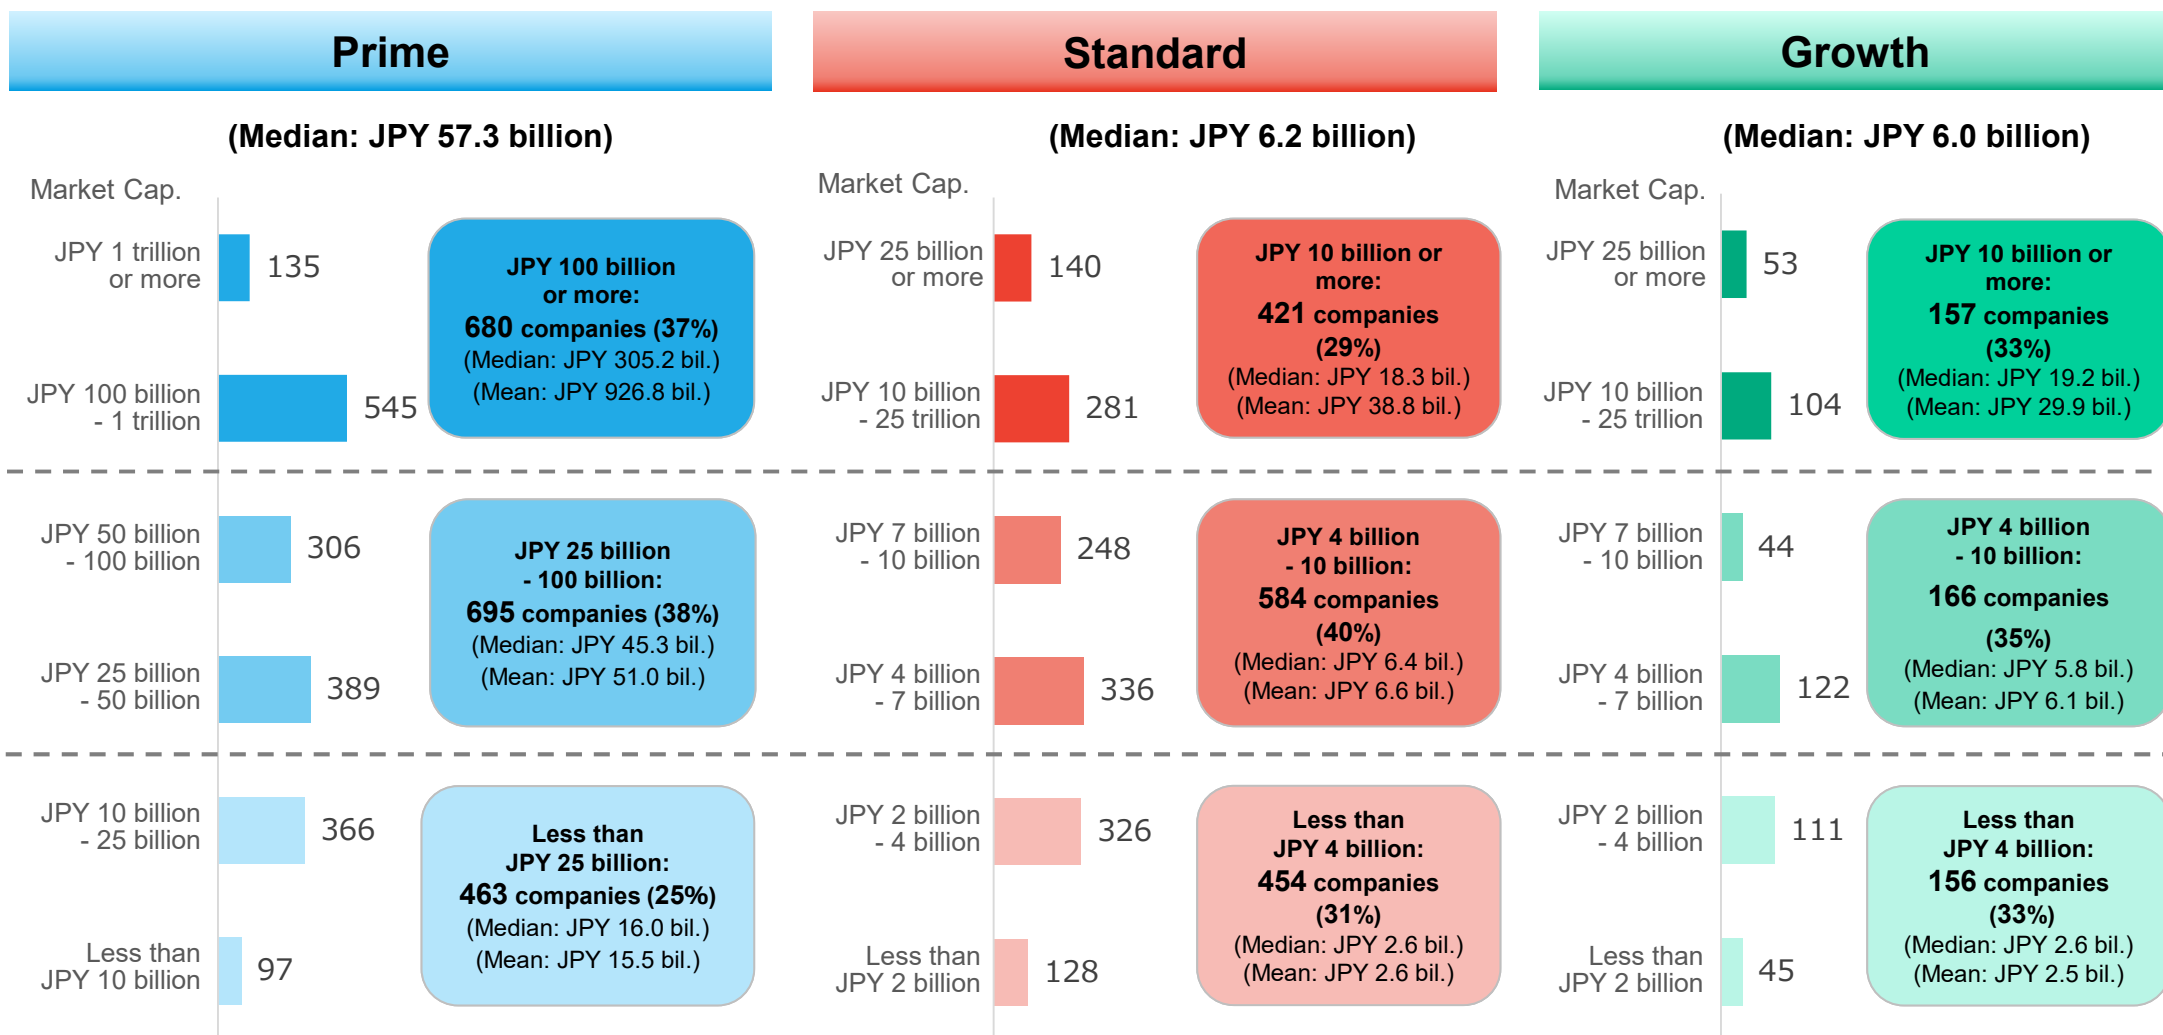 Prime
(Median: JPY 57.3 billion)
Market Cap.
JPY 1 trillion
or more
135
JPY 100 billion
or more:
680 companies (37%)
(Median: JPY 305.2 bil.)
(Mean: JPY 926.8 bil.)
JPY 100 billion
- 1 trillion
545
JPY 50 billion
- 100 billion
306
JPY 25 billion
- 100 billion:
695 companies (38%)
(Median: JPY 45.3 bil.)
(Mean: JPY 51.0 bil.)
JPY 25 billion
- 50 billion
389
JPY 10 billion
- 25 billion
366
Less than
JPY 25 billion:
463 companies (25%)
(Median: JPY 16.0 bil.)
(Mean: JPY 15.5 bil.)
Less than
JPY 10 billion
97
Standard
(Median: JPY 6.2 billion)
Market Cap.
JPY 25 billion
or more
140
JPY 10 billion or
more:
421 companies
(29%)
(Median: JPY 18.3 bil.)
(Mean: JPY 38.8 bil.)
JPY 10 billion
- 25 trillion
281
JPY 7 billion
- 10 billion
248
JPY 4 billion
- 10 billion:
584 companies
(40%)
(Median: JPY 6.4 bil.)
(Mean: JPY 6.6 bil.)
JPY 4 billion
- 7 billion
336
JPY 2 billion
- 4 billion
326
Less than
JPY 4 billion:
454 companies
(31%)
(Median: JPY 2.6 bil.)
(Mean: JPY 2.6 bil.)
Less than
JPY 2 billion
128
Growth
(Median: JPY 6.0 billion)
Market Cap.
JPY 25 billion
or more
53
JPY 10 billion or
more:
157 companies
(33%)
(Median: JPY 19.2 bil.)
(Mean: JPY 29.9 bil.)
JPY 10 billion
- 25 trillion
104
JPY 7 billion
- 10 billion
44
JPY 4 billion
- 10 billion:
166 companies
(35%)
(Median: JPY 5.8 bil.)
(Mean: JPY 6.1 bil.)
JPY 4 billion
- 7 billion
122
JPY 2 billion
- 4 billion
111
Less than
JPY 4 billion:
156 companies
(33%)
(Median: JPY 2.6 bil.)
(Mean: JPY 2.5 bil.)
Less than
JPY 2 billion
45